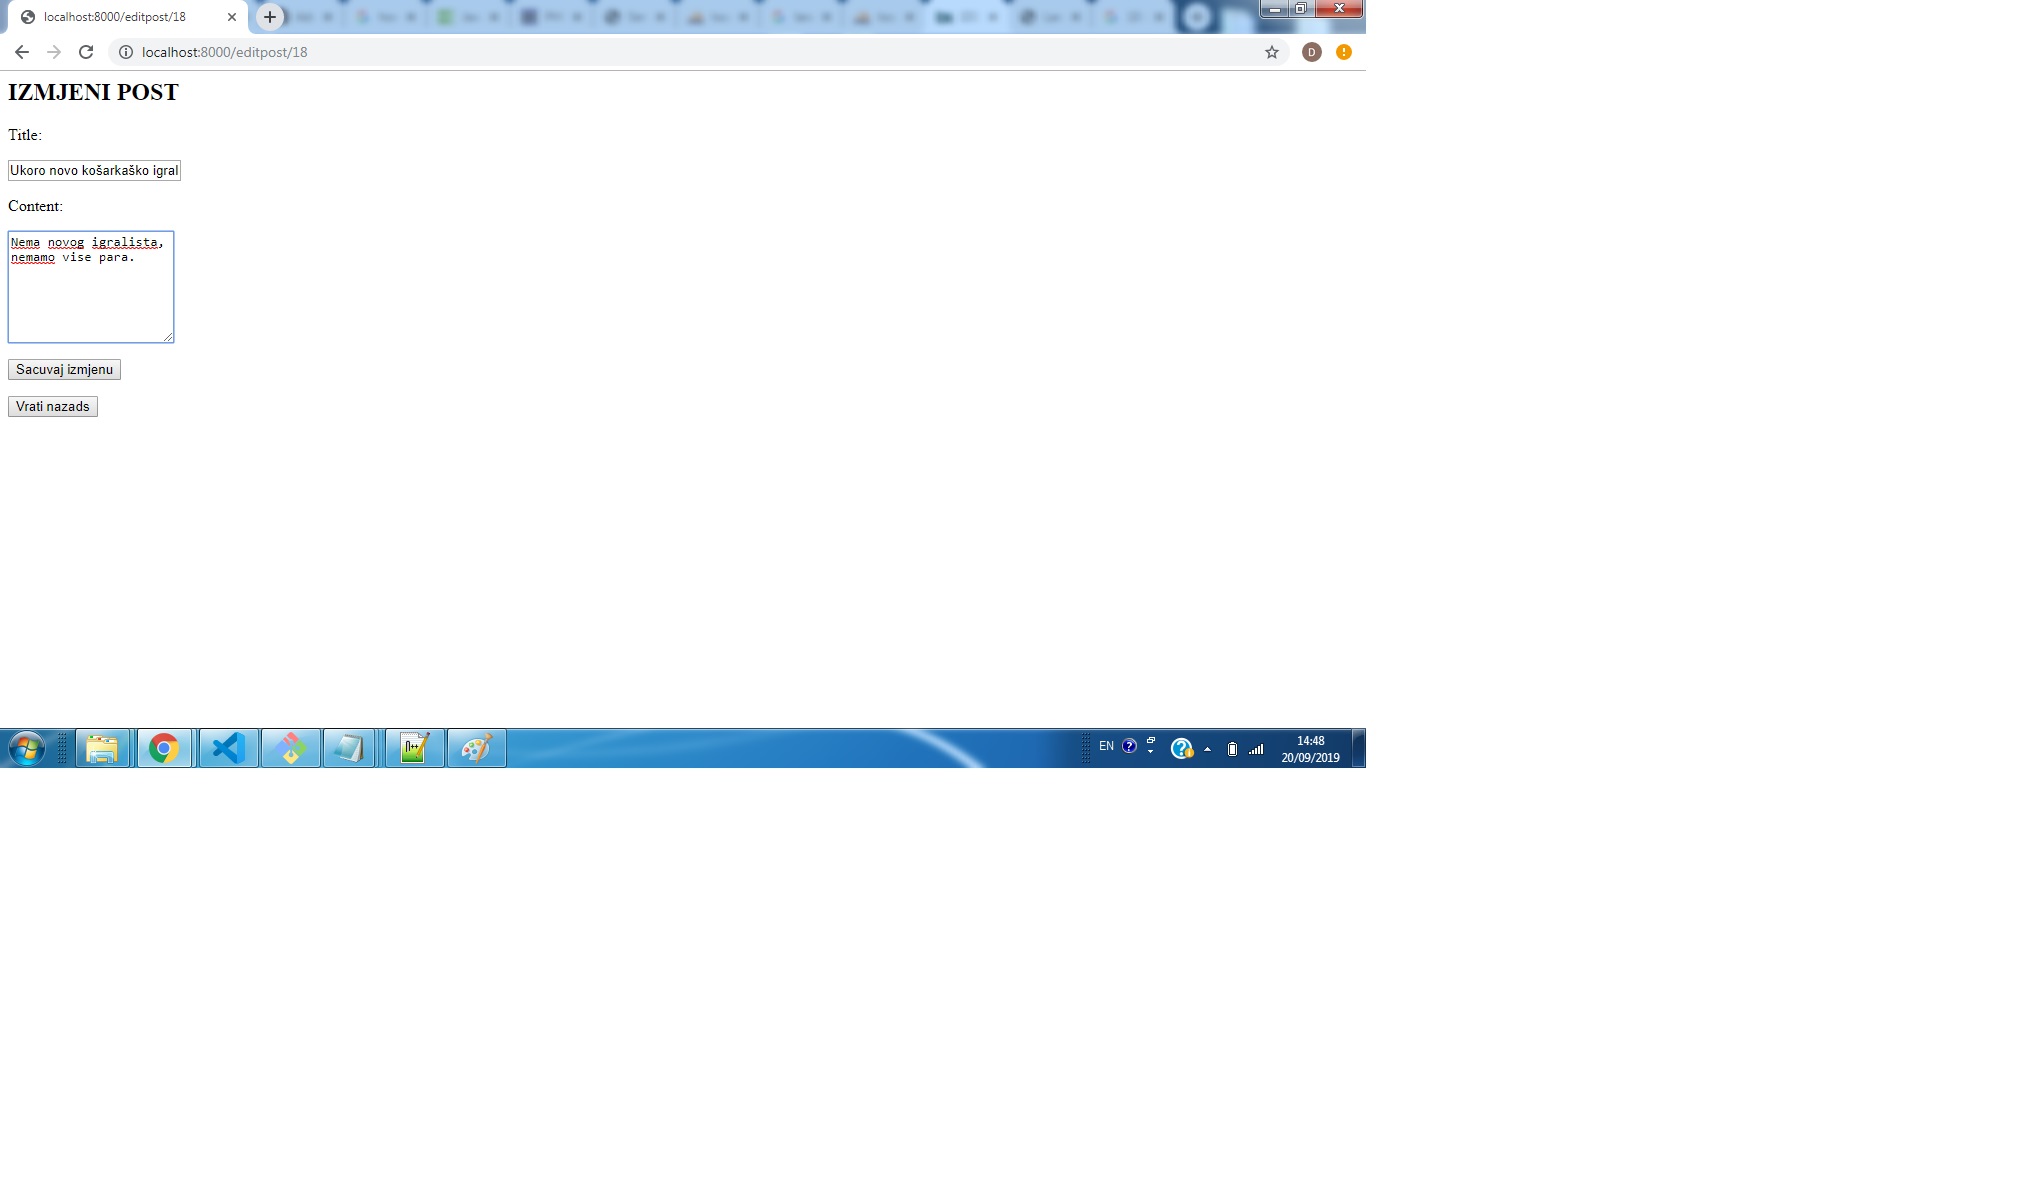 localhost:8000/editpost/18
localhost:8000/editpost/18
D
IZMJENI POST
Title:
Ukoro novo košarkaško igral
Content:
Nema novog igralista,
nemamo vise para.
Sacuvaj izmjenu
Vrati nazads
EN
14:48
20/09/2019